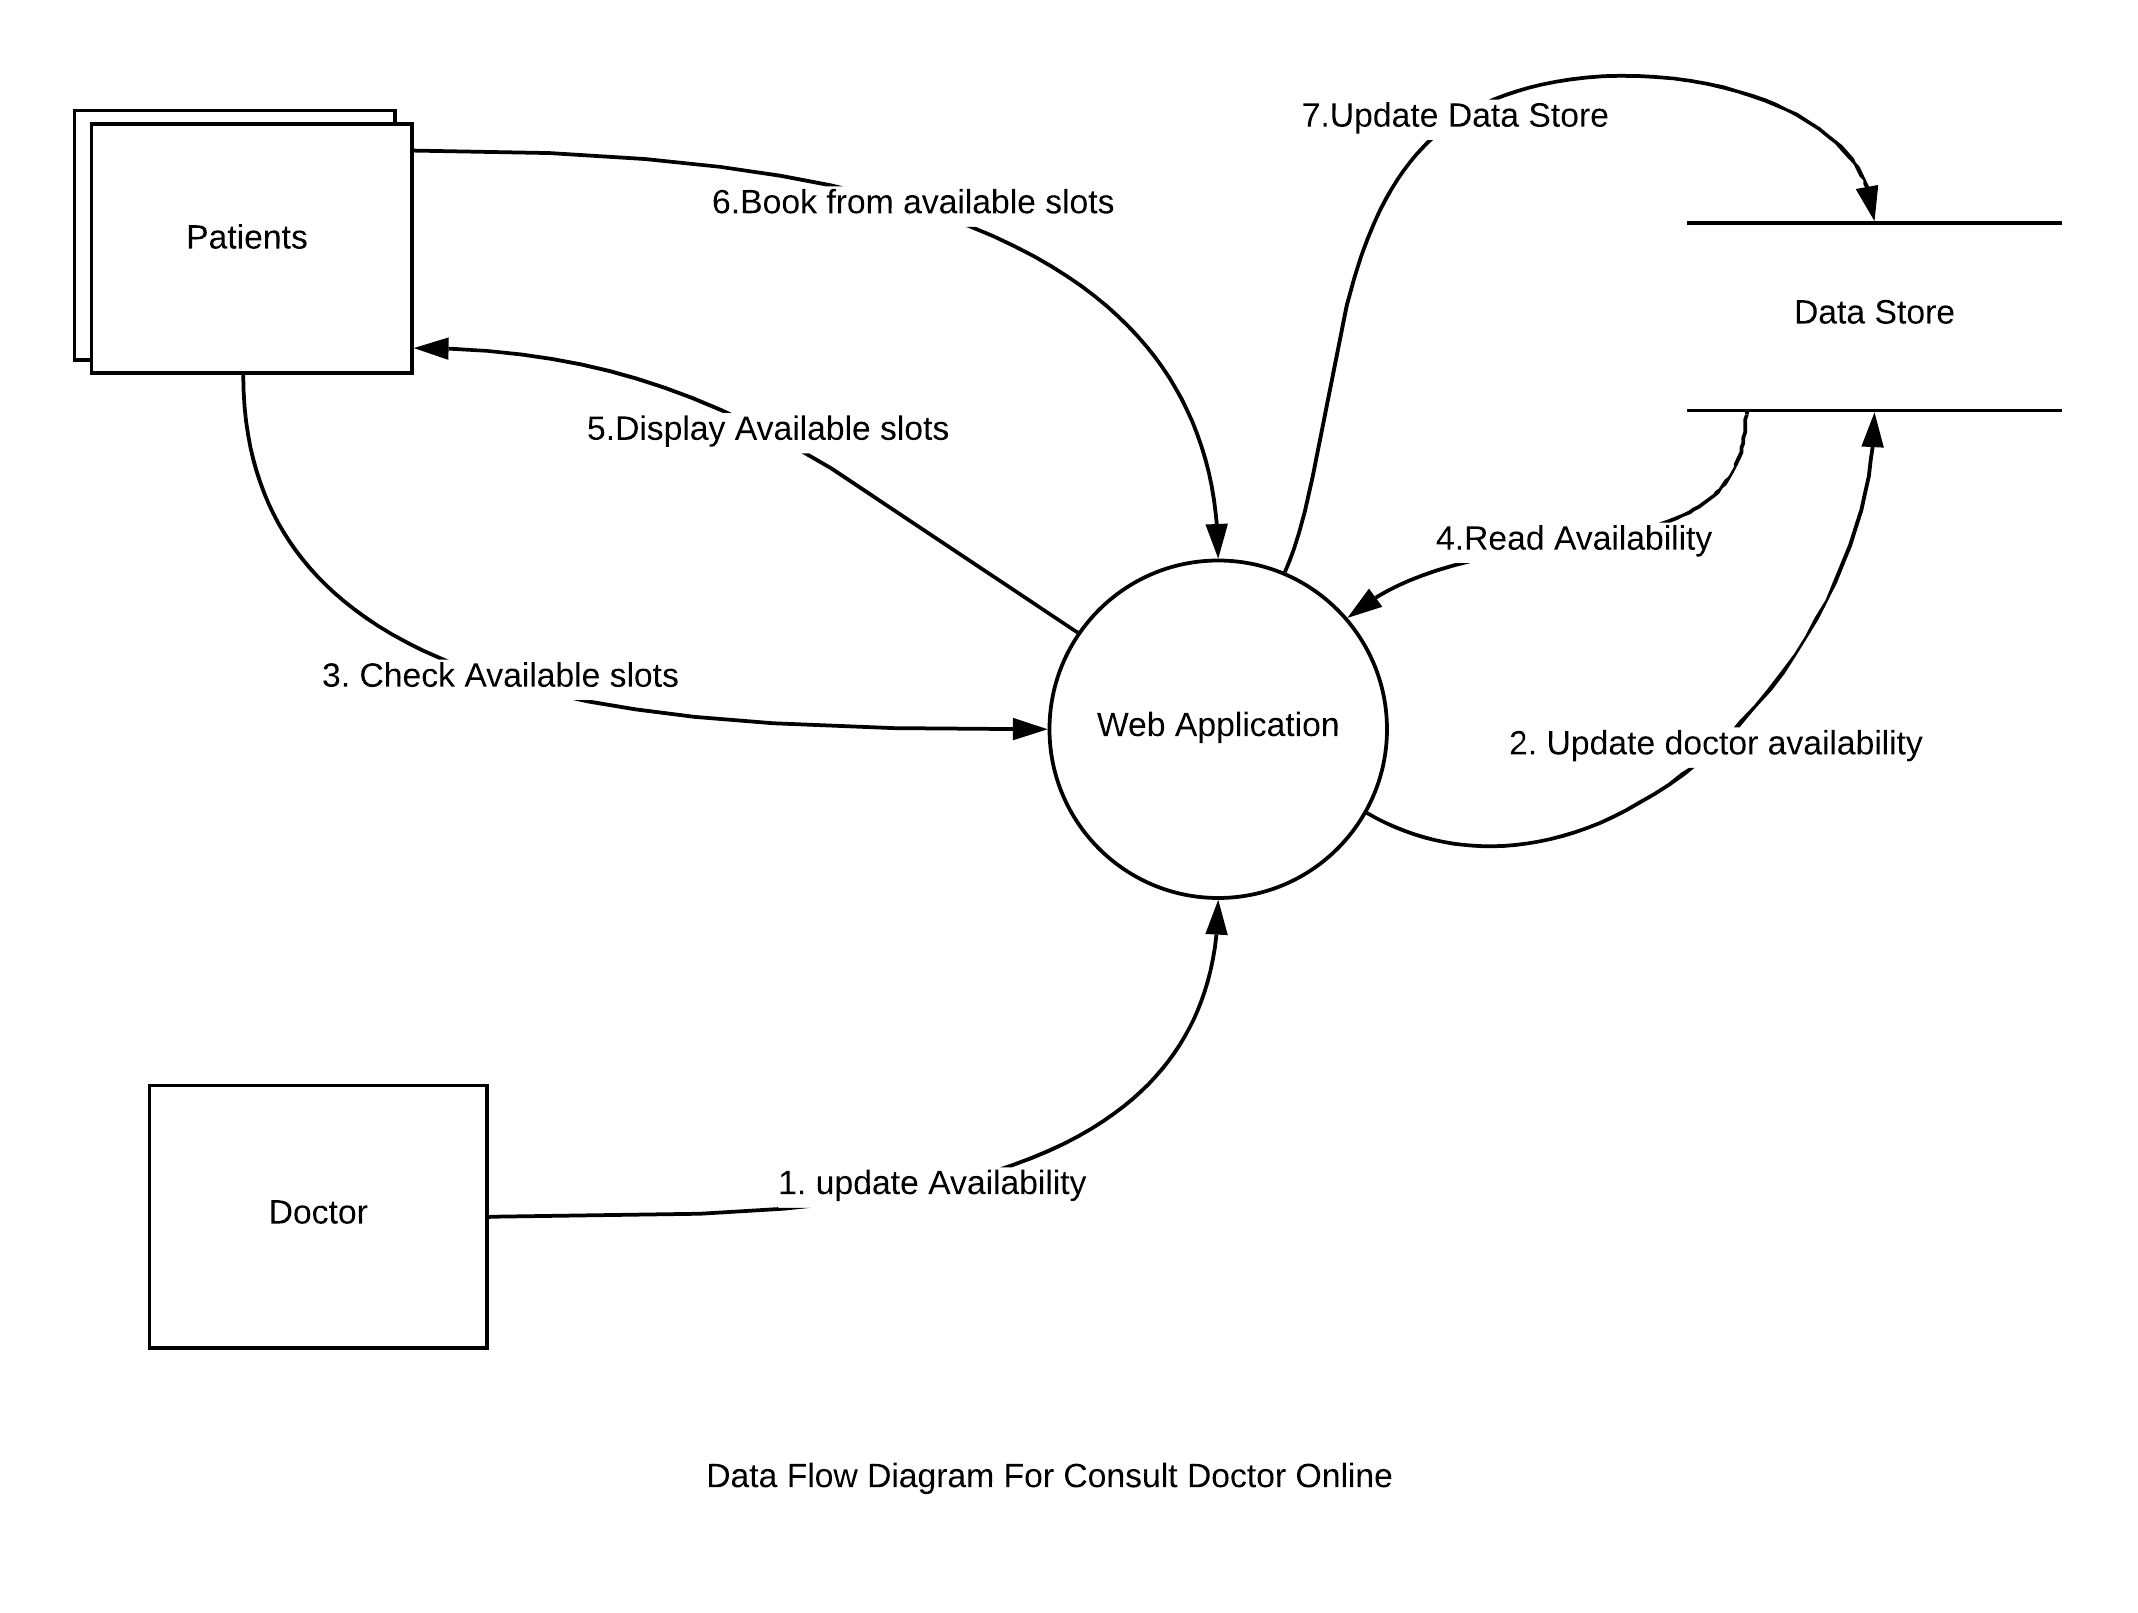 7.Update Data Store
6.Book from available slots
Patients
Data Store
5.Display Available slots
4.Read Availability
3. Check Available slots
Web Application
2. Update doctor availability
1. update Availability
Doctor
Data Flow Diagram For Consult Doctor Online